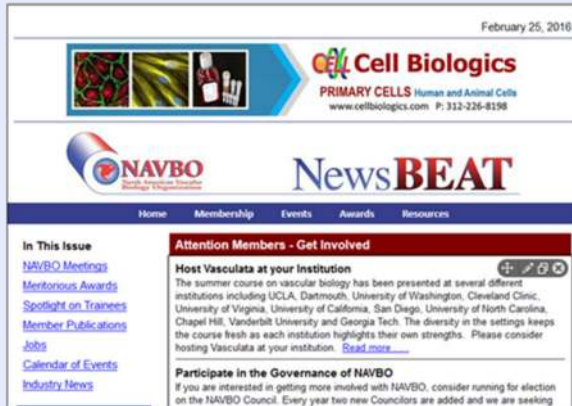 February 25, 2016
CELL Cell Biologics
PRIMARY CELLS Human and Animal Cells
www.cellbiologics.com P: 312-226-8198
NAVBO
North American Vascular
Biology Organization
NewsBEAT
Home Membership Events Awards Resources
In This Issue
NAVBO Meetings
Meritorious Awards
Spotlight on Trainees
Member Publications
Jobs
Calendar of Events
Industry News
Attention Members - Get Involved
Host Vasculata at your Institution
The summer course on vascular biology has been presented at several different
institutions including UCLA, Dartmouth, University of Washington, Cleveland Clinic,
University of Virginia, University of California, San Diego, University of North Carolina,
Chapel Hill, Vanderbilt University and Georgia Tech. The diversity in the settings keeps
the course fresh as each institution highlights their own strengths. Please consider
hosting Vasculata at your institution. Read more......
Participate in the Governance of NAVBO
If you are interested in getting more involved with NAVBO, consider running for election
on the NAVBO Council. Every year two new Councilors are added and we are seeking